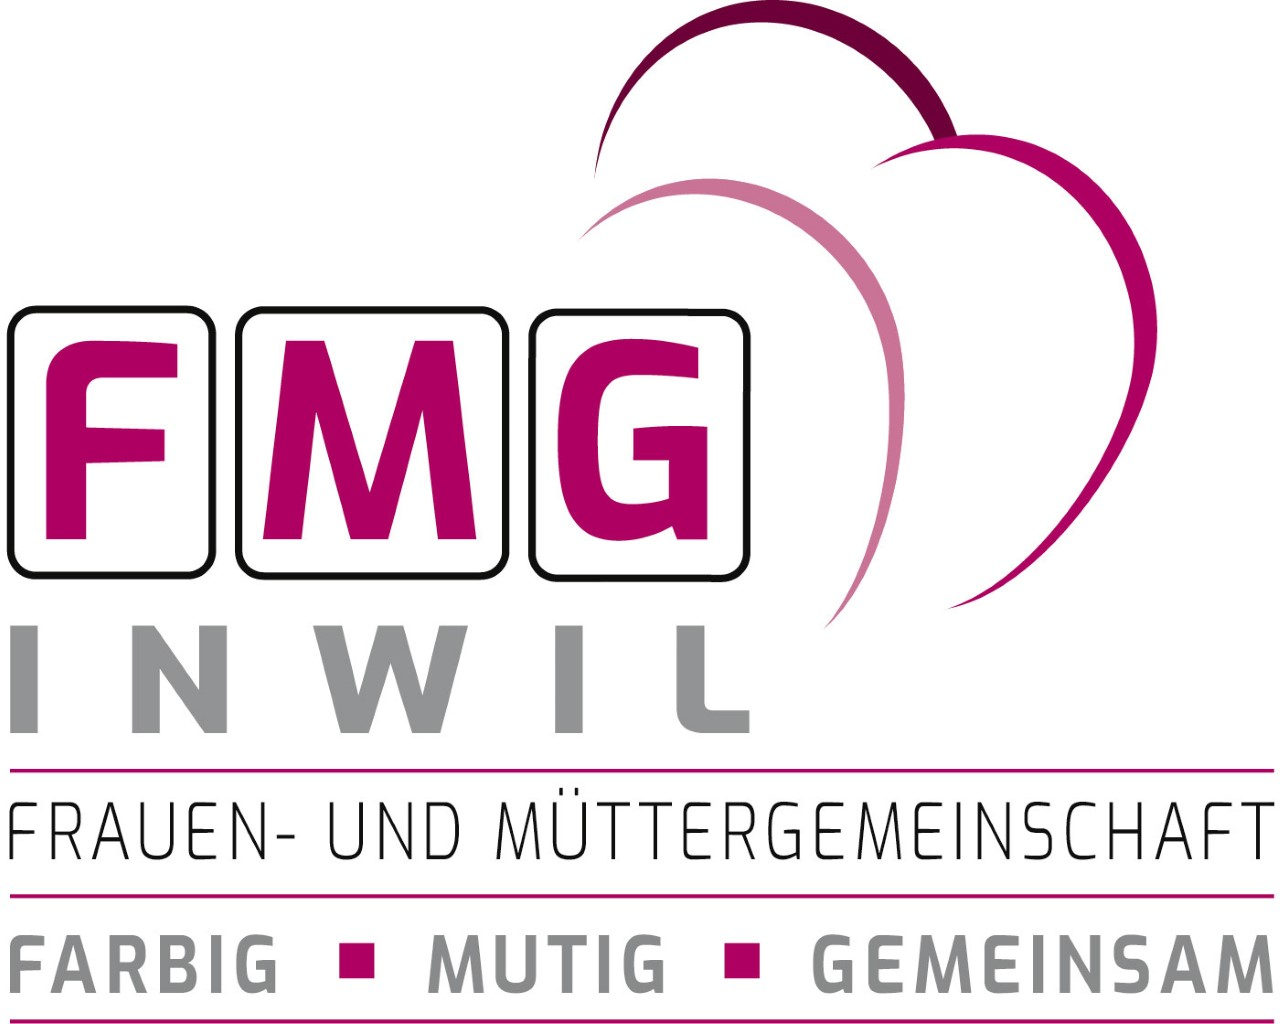 FMG
INWIL
FRAUEN- UND MÜTTERGEMEINSCHAFT
FARBIG ▪ MUTIG ▪ GEMEINSAM